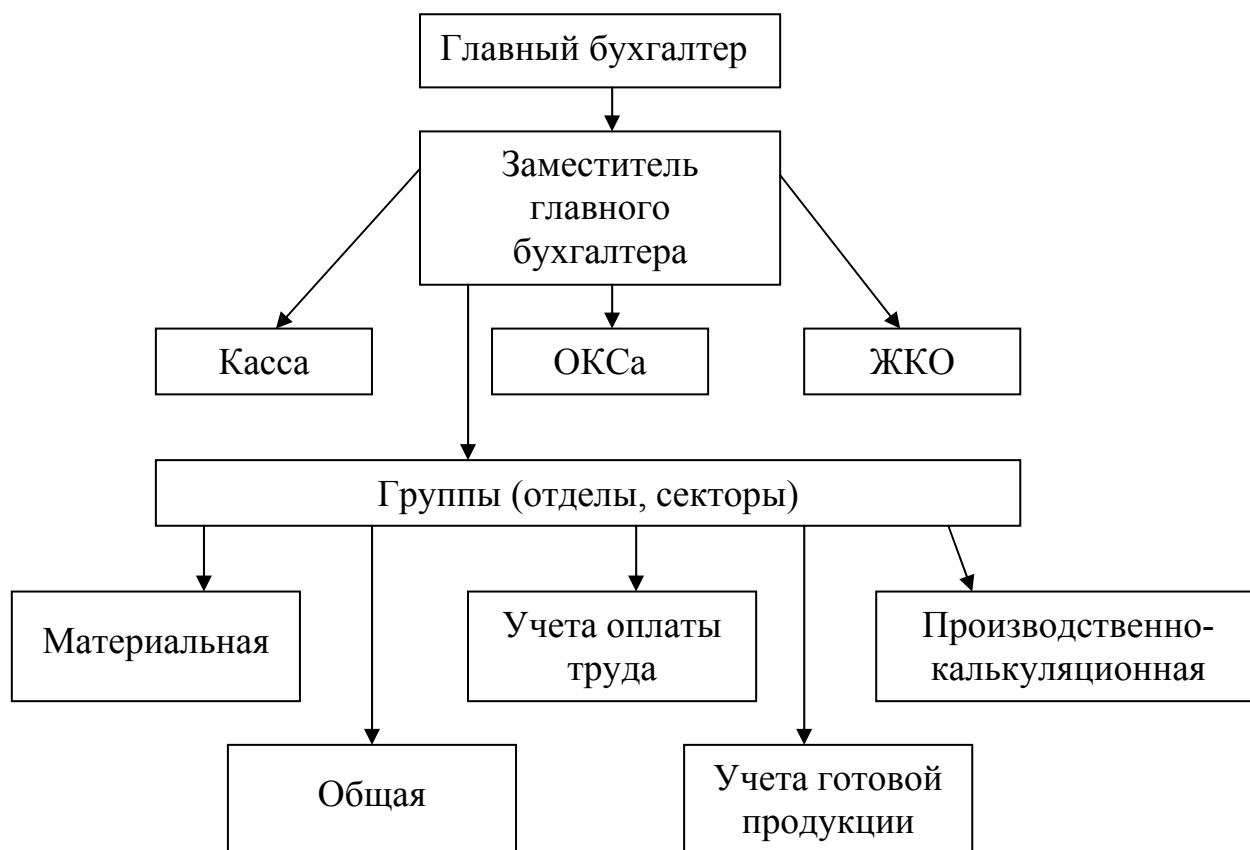 Главный бухгалтер
Заместитель
главного
бухгалтера
Касса
ОКСа
ЖКО
Группы (отделы, секторы)
Материальная
Учета оплаты
труда
Производственно-
калькуляционная
Общая
Учета готовой
продукции